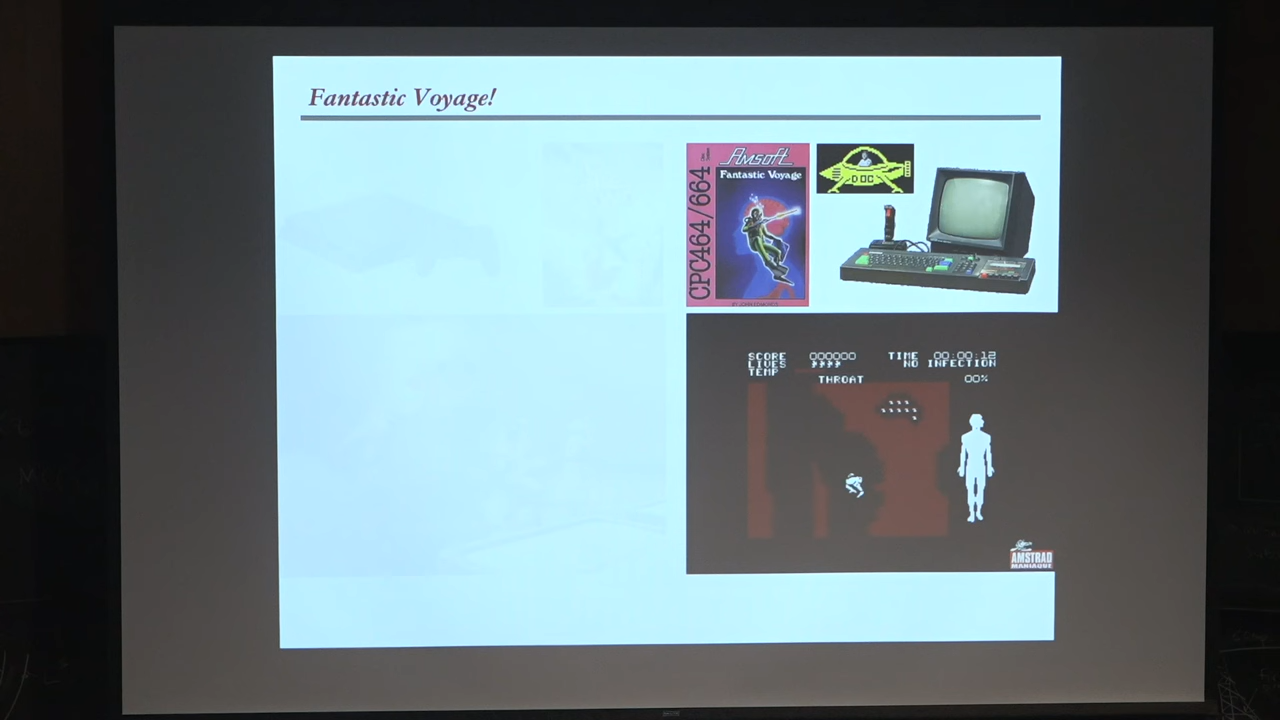 Fantastic Voyage!
CPC464/664
Amsoft
Fantastic Voyage
DOC
SCORE 000000 TIME 00:00:12
LIVES NO INFECTION
TEMP
THROAT 00%
AMSTRAD
MANIAQUE